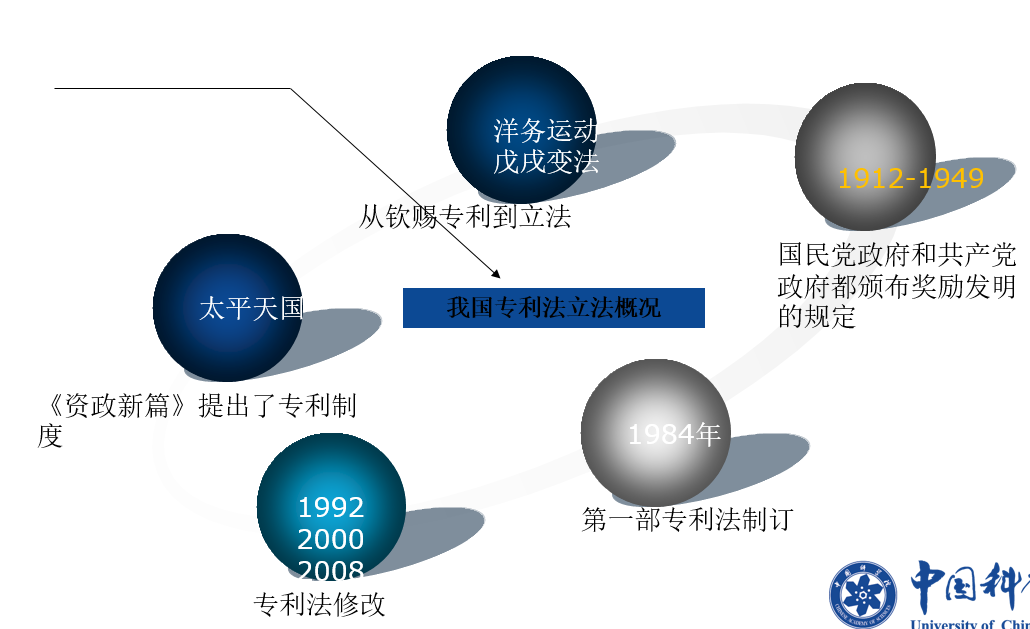 洋务运动
戊戌变法
从钦赐专利到立法
1912-1949
国民党政府和共产党
政府都颁布奖励发明
的规定
太平天国
《资政新篇》提出了专利制
度
我国专利法立法概况
1984年
第一部专利法制订
1992
2000
2008
专利法修改
中国科
University of Chin